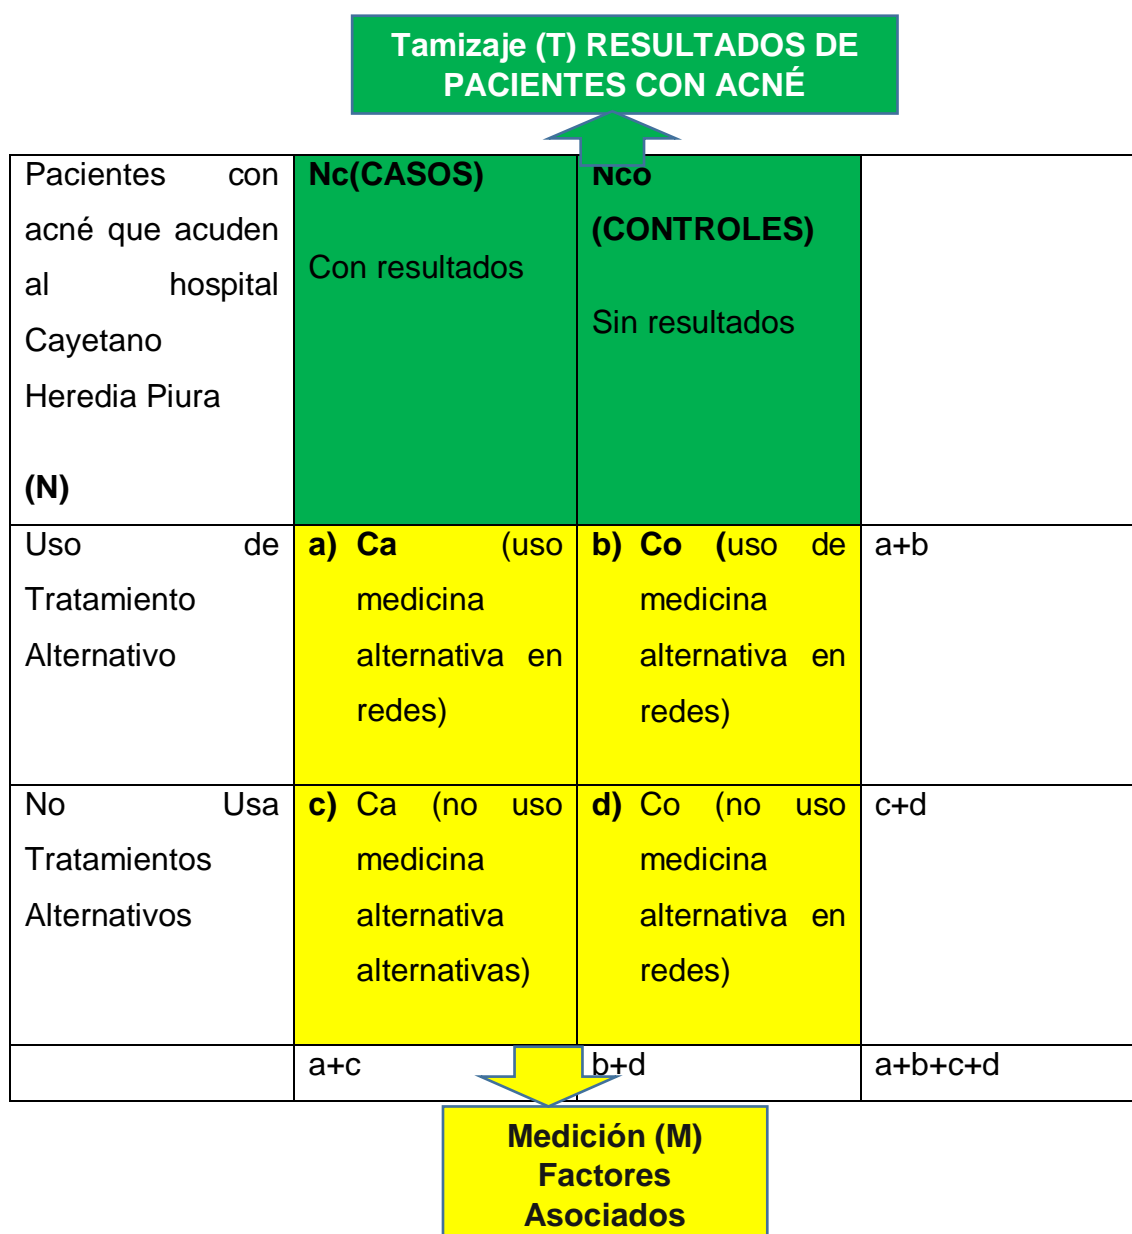 Tamizaje (T) RESULTADOS DE
PACIENTES CON ACNÉ
Pacientes con
acné que acuden
al hospital
Cayetano
Heredia Piura
(N)
Nc(CASOS)
Con resultados
Nco
(CONTROLES)
Sin resultados
Uso de
Tratamiento
Alternativo
a) Ca (uso
medicina
alternativa en
redes)
b) Co (uso de
medicina
alternativa en
redes)
a+b
No Usa
Tratamientos
Alternativos
c) Ca (no uso
medicina
alternativa
alternativas)
d) Co (no uso
medicina
alternativa en
redes)
c+d
a+c
b+d
a+b+c+d
Medición (M)
Factores
Asociados